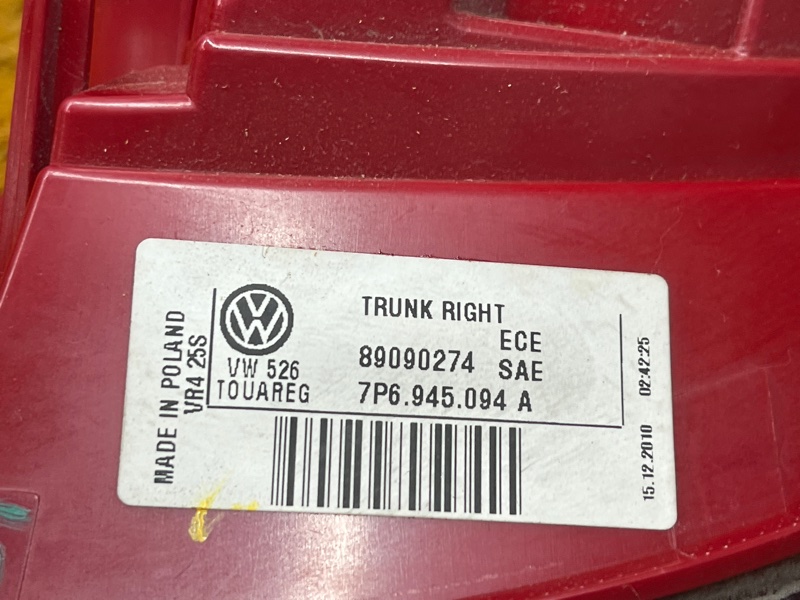 MADE IN POLAND
VR4 25S
VW 526
TOUAREG
TRUNK RIGHT
ECE
89090274 SAE
7P6.945.094 A
15.12.2010 02:42:25